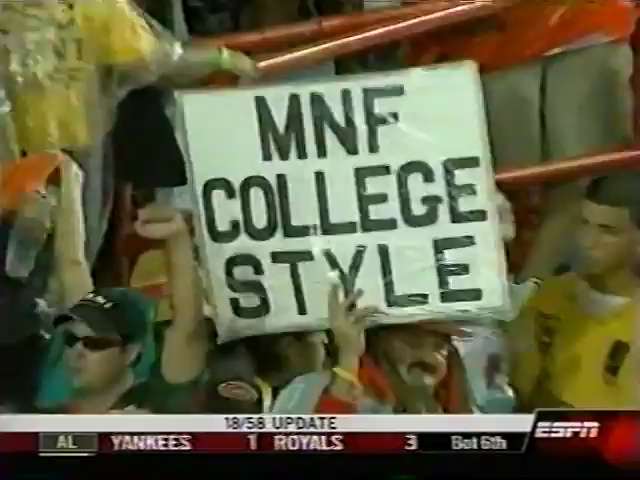 MNF
COLLEGE
STYLE
18/58 UPDATE
AL YANKEES 1 ROYALS 3 Bot 6th
ESPN